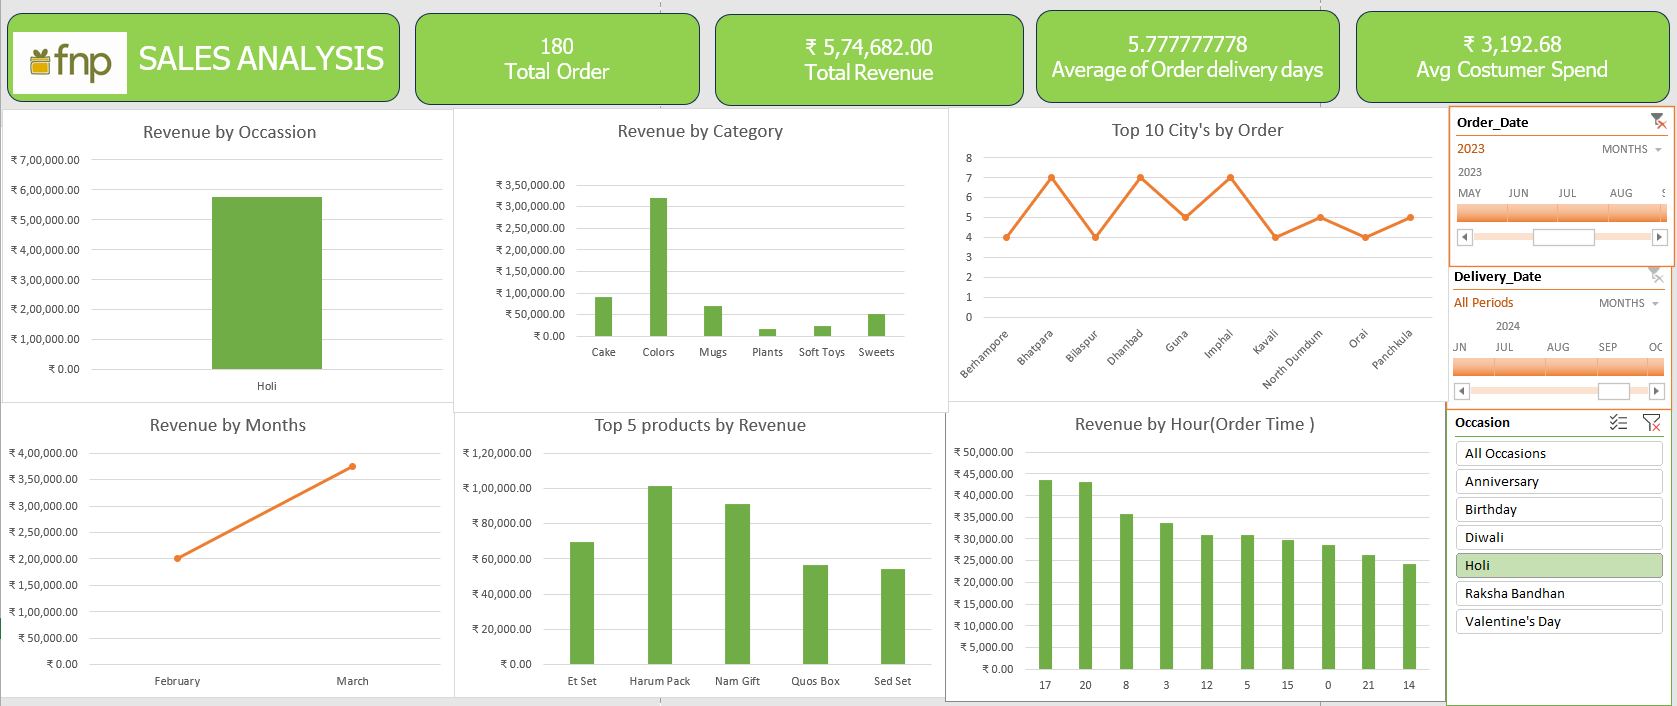 fnp
SALES ANALYSIS
180
Total Order
₹ 5,74,682.00
Total Revenue
5.777777778
Average of Order delivery days
₹ 3,192.68
Avg Costumer Spend
Revenue by Occassion
₹ 7,00,000.00
₹ 6,00,000.00
₹ 5,00,000.00
₹ 4,00,000.00
₹ 3,00,000.00
₹ 2,00,000.00
₹ 1,00,000.00
₹ 0.00
Holi
Revenue by Category
₹ 3,50,000.00
₹ 3,00,000.00
₹ 2,50,000.00
₹ 2,00,000.00
₹ 1,50,000.00
₹ 1,00,000.00
₹ 50,000.00
₹ 0.00
Cake Colors Mugs Plants Soft Toys Sweets
Top 10 City's by Order
8
7
6
5
4
3
2
1
0
Berhampore Bhatpara Bilaspur Dhanbad Guna Imphal Kavali North Dumdum Orai Panchkula
Order_Date
2023 MONTHS
2023
MAY JUN JUL AUG S
Delivery_Date
All Periods MONTHS
2024
JN JUL AUG SEP OC
Revenue by Months
₹ 4,00,000.00
₹ 3,50,000.00
₹ 3,00,000.00
₹ 2,50,000.00
₹ 2,00,000.00
₹ 1,50,000.00
₹ 1,00,000.00
₹ 50,000.00
₹ 0.00
February March
Top 5 products by Revenue
₹ 1,20,000.00
₹ 1,00,000.00
₹ 80,000.00
₹ 60,000.00
₹ 40,000.00
₹ 20,000.00
₹ 0.00
Et Set Harum Pack Nam Gift Quos Box Sed Set
Revenue by Hour(Order Time )
₹ 50,000.00
₹ 45,000.00
₹ 40,000.00
₹ 35,000.00
₹ 30,000.00
₹ 25,000.00
₹ 20,000.00
₹ 15,000.00
₹ 10,000.00
₹ 5,000.00
₹ 0.00
17 20 8 3 12 5 15 0 21 14
Occasion
All Occasions
Anniversary
Birthday
Diwali
Holi
Raksha Bandhan
Valentine's Day